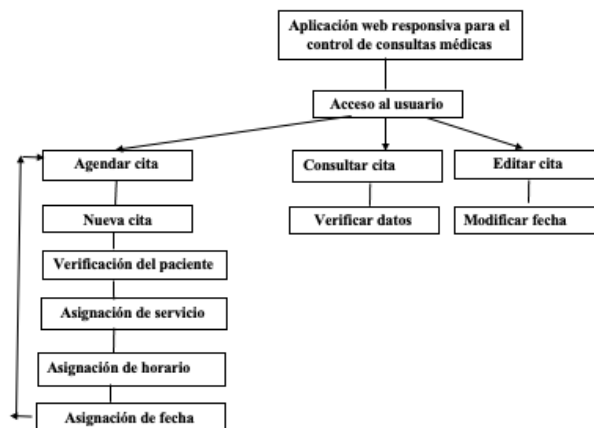 Aplicación web responsiva para el
control de consultas médicas
Acceso al usuario
Agendar cita
Consultar cita
Editar cita
Nueva cita
Verificar datos
Modificar fecha
Verificación del paciente
Asignación de servicio
Asignación de horario
Asignación de fecha